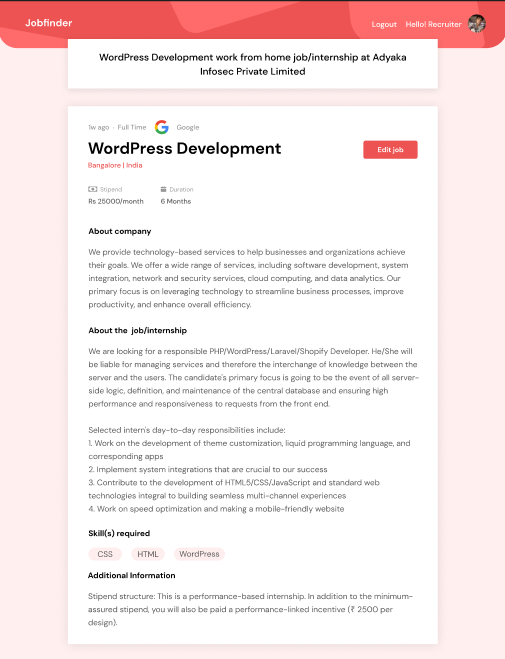 Jobfinder
Logout
Hello! Recruiter
WordPress Development work from home job/internship at Adyaka
Infosec Private Limited
1w ago · Full Time
Google
WordPress Development
Edit job
Bangalore | India
Stipend
Duration
Rs 25000/month
6 Months
About company
We provide technology-based services to help businesses and organizations achieve
their goals. We offer a wide range of services, including software development, system
integration, network and security services, cloud computing, and data analytics. Our
primary focus is on leveraging technology to streamline business processes, improve
productivity, and enhance overall efficiency.
About the job/internship
We are looking for a responsible PHP/WordPress/Laravel/Shopify Developer. He/She will
be liable for managing services and therefore the interchange of knowledge between the
server and the users. The candidate's primary focus is going to be the event of all server-
side logic, definition, and maintenance of the central database and ensuring high
performance and responsiveness to requests from the front end.
Selected intern's day-to-day responsibilities include:
1. Work on the development of theme customization, liquid programming language, and
corresponding apps
2. Implement system integrations that are crucial to our success
3. Contribute to the development of HTML5/CSS/JavaScript and standard web
technologies integral to building seamless multi-channel experiences
4. Work on speed optimization and making a mobile-friendly website
Skill(s) required
CSS
HTML
WordPress
Additional Information
Stipend structure: This is a performance-based internship. In addition to the minimum-
assured stipend, you will also be paid a performance-linked incentive (₹ 2500 per
design).